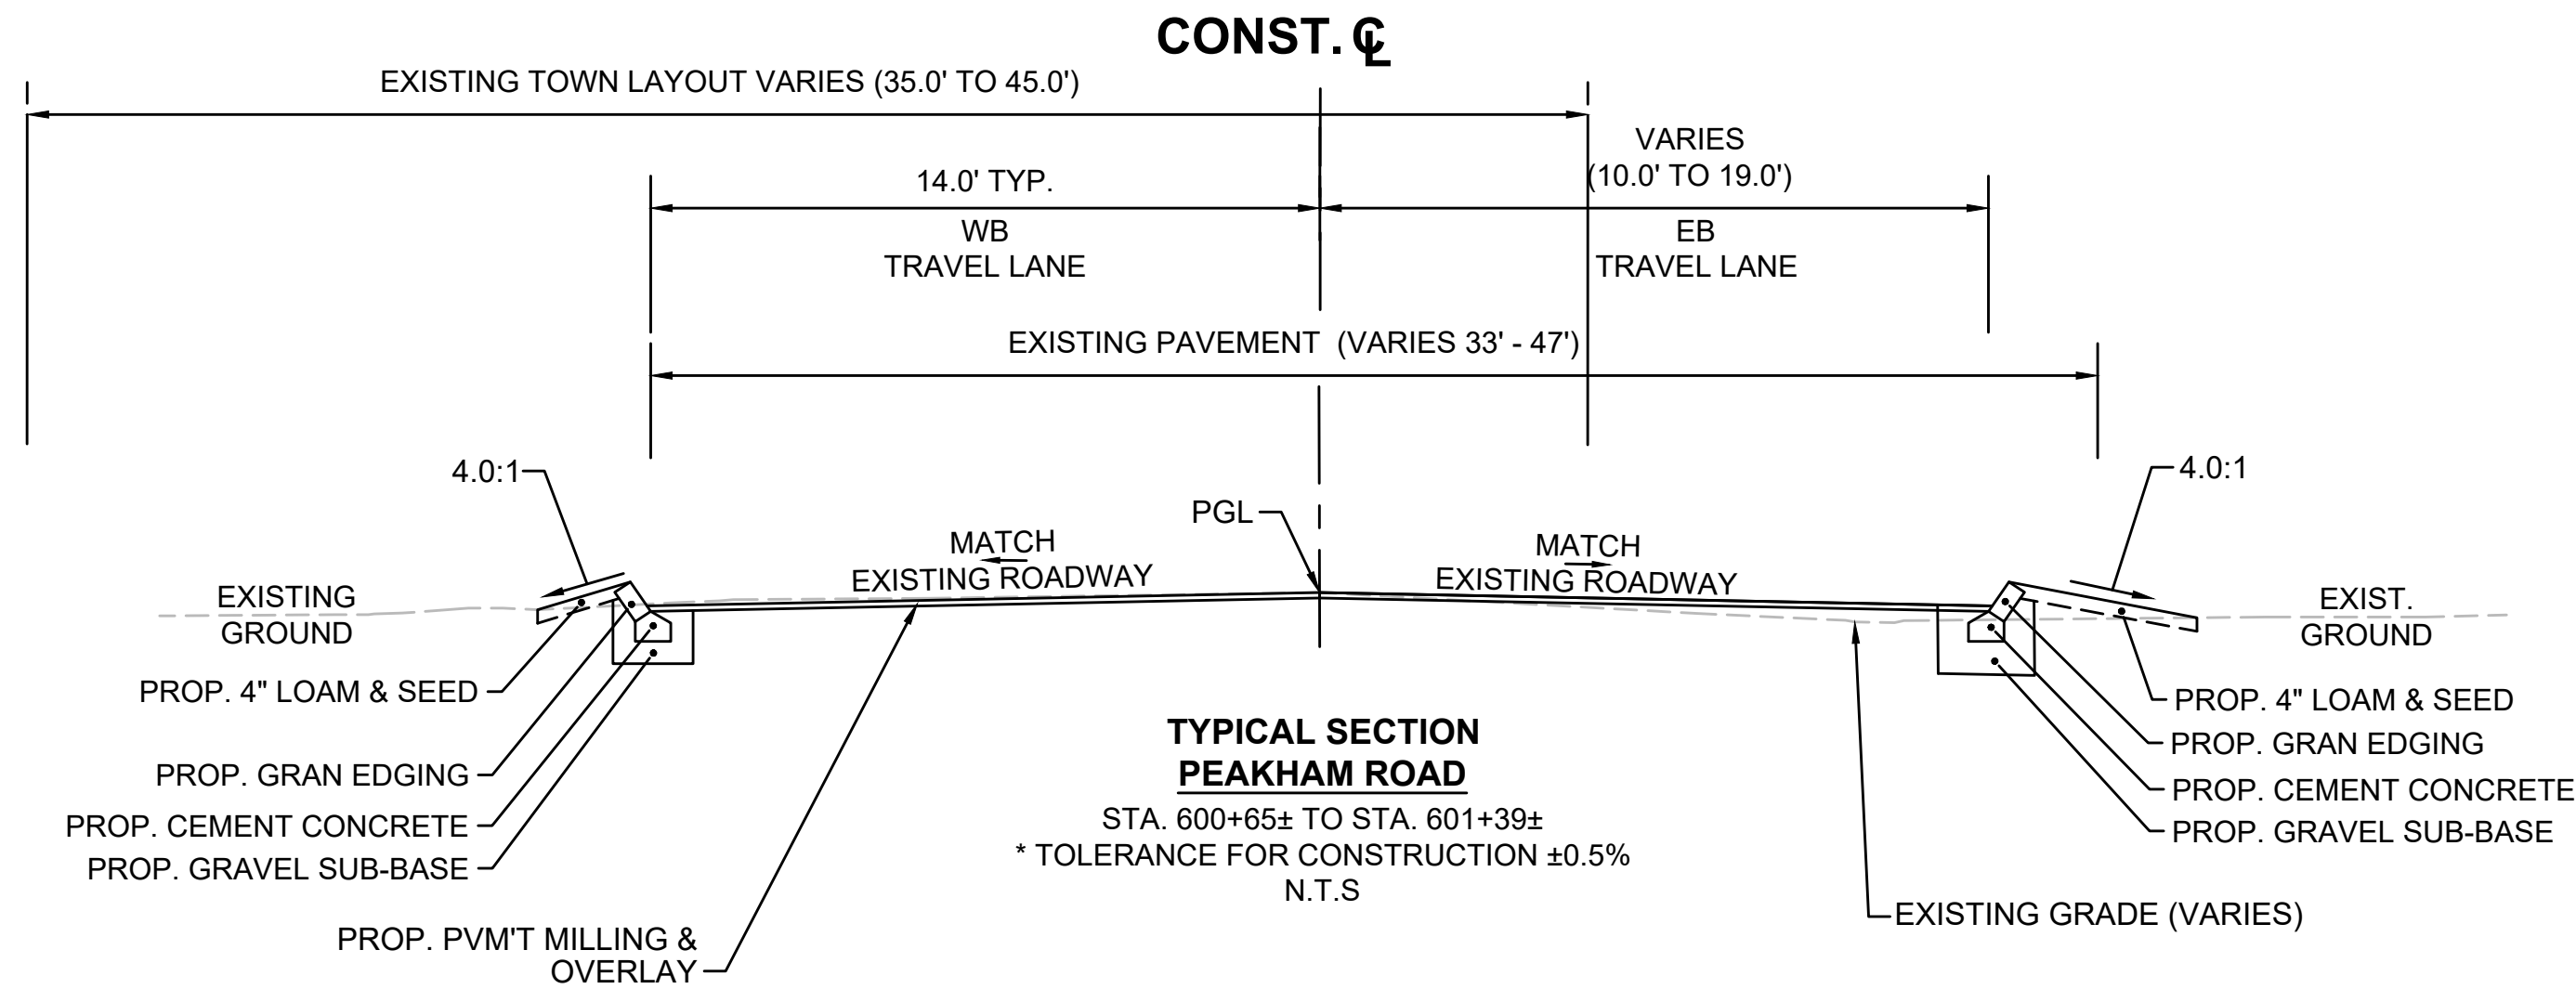 CONST. ℄
EXISTING TOWN LAYOUT VARIES (35.0' TO 45.0')
VARIES
(10.0' TO 19.0')
14.0' TYP.
WB
TRAVEL LANE
EB
TRAVEL LANE
EXISTING PAVEMENT (VARIES 33' - 47')
4.0:1
4.0:1
PGL
MATCH
EXISTING ROADWAY
MATCH
EXISTING ROADWAY
EXISTING
GROUND
EXIST.
GROUND
PROP. 4" LOAM & SEED
PROP. GRAN EDGING
PROP. CEMENT CONCRETE
PROP. GRAVEL SUB-BASE
PROP. PVM'T MILLING &
OVERLAY
PROP. 4" LOAM & SEED
PROP. GRAN EDGING
PROP. CEMENT CONCRETE
PROP. GRAVEL SUB-BASE
EXISTING GRADE (VARIES)
TYPICAL SECTION
PEAKHAM ROAD
STA. 600+65± TO STA. 601+39±
* TOLERANCE FOR CONSTRUCTION ±0.5%
N.T.S